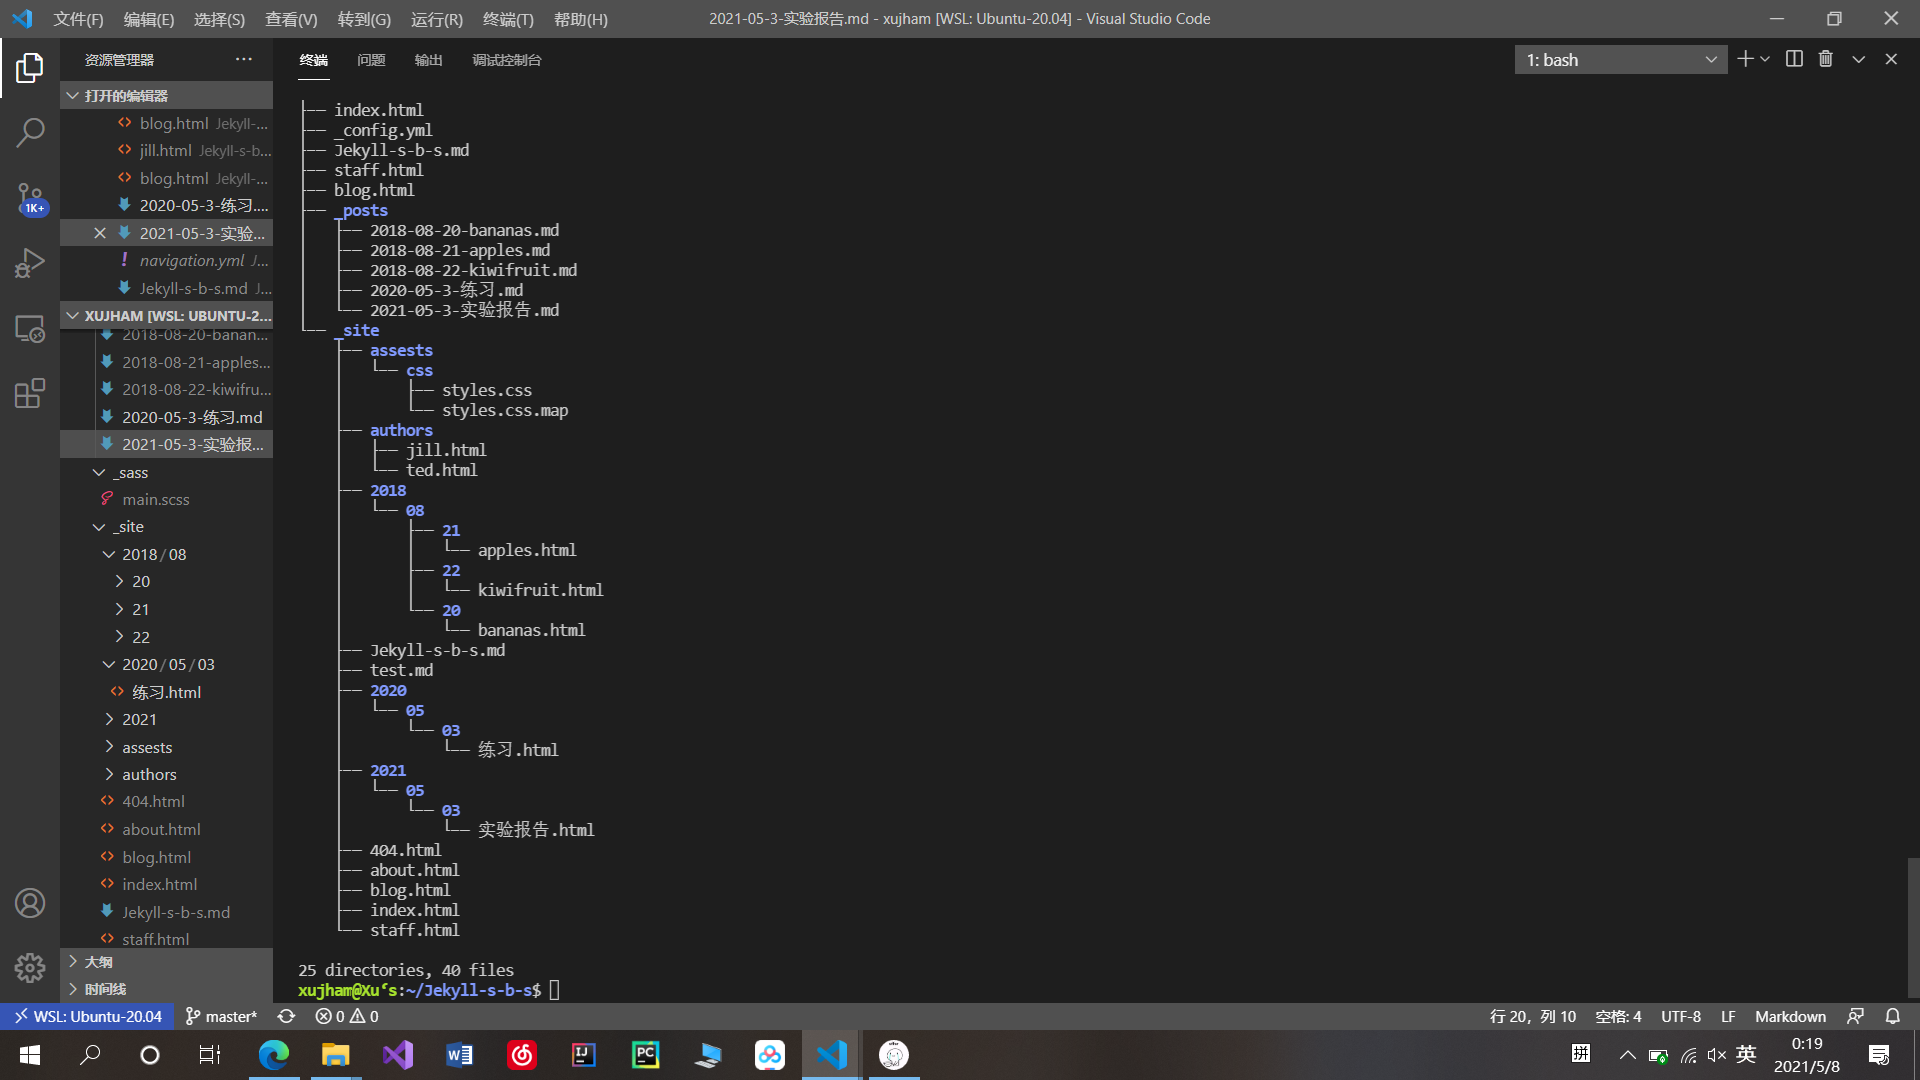 文件(F) 编辑(E) 选择(S) 查看(V) 转到(G) 运行(R) 终端(T) 帮助(H)
2021-05-3-实验报告.md - xujham [WSL: Ubuntu-20.04] - Visual Studio Code
资源管理器 ···
打开的编辑器
blog.html Jekyll-...
jill.html Jekyll-s-b...
blog.html Jekyll-...
2020-05-3-练习....
2021-05-3-实验...
! navigation.yml J...
Jekyll-s-b-s.md J...
XUJHAM [WSL: UBUNTU-2...
2018-08-20-banan...
2018-08-21-apples...
2018-08-22-kiwifru...
2020-05-3-练习.md
2021-05-3-实验报...
_sass
main.scss
_site
2018/08
20
21
22
2020/05/03
练习.html
2021
assests
authors
404.html
about.html
blog.html
index.html
Jekyll-s-b-s.md
staff.html
大纲
时间线
1K+
终端 问题 输出 调试控制台
1: bash
├── index.html
├── _config.yml
├── Jekyll-s-b-s.md
├── staff.html
├── blog.html
├── _posts
│   ├── 2018-08-20-bananas.md
│   ├── 2018-08-21-apples.md
│   ├── 2018-08-22-kiwifruit.md
│   ├── 2020-05-3-练习.md
│   └── 2021-05-3-实验报告.md
└── _site
    ├── assests
    │   └── css
    │       ├── styles.css
    │       └── styles.css.map
    ├── authors
    │   ├── jill.html
    │   └── ted.html
    ├── 2018
    │   └── 08
    │       ├── 21
    │       │   └── apples.html
    │       ├── 22
    │       │   └── kiwifruit.html
    │       └── 20
    │           └── bananas.html
    ├── Jekyll-s-b-s.md
    ├── test.md
    ├── 2020
    │   └── 05
    │       └── 03
    │           └── 练习.html
    ├── 2021
    │   └── 05
    │       └── 03
    │           └── 实验报告.html
    ├── 404.html
    ├── about.html
    ├── blog.html
    ├── index.html
    └── staff.html
25 directories, 40 files
xujham@Xu‘s:~/Jekyll-s-b-s$
WSL: Ubuntu-20.04 master* 0 0
行 20，列 10 空格: 4 UTF-8 LF Markdown
拼 英
0:19
2021/5/8